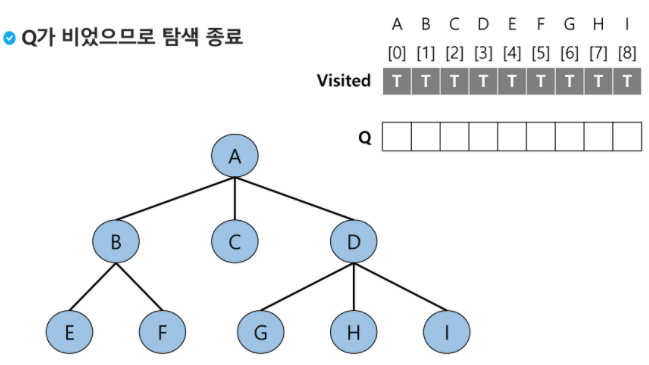 Q가 비었으므로 탐색 종료
A B C D E F G H I
[0] [1] [2] [3] [4] [5] [6] [7] [8]
Visited T T T T T T T T T
Q
A
B C D
E F G H I